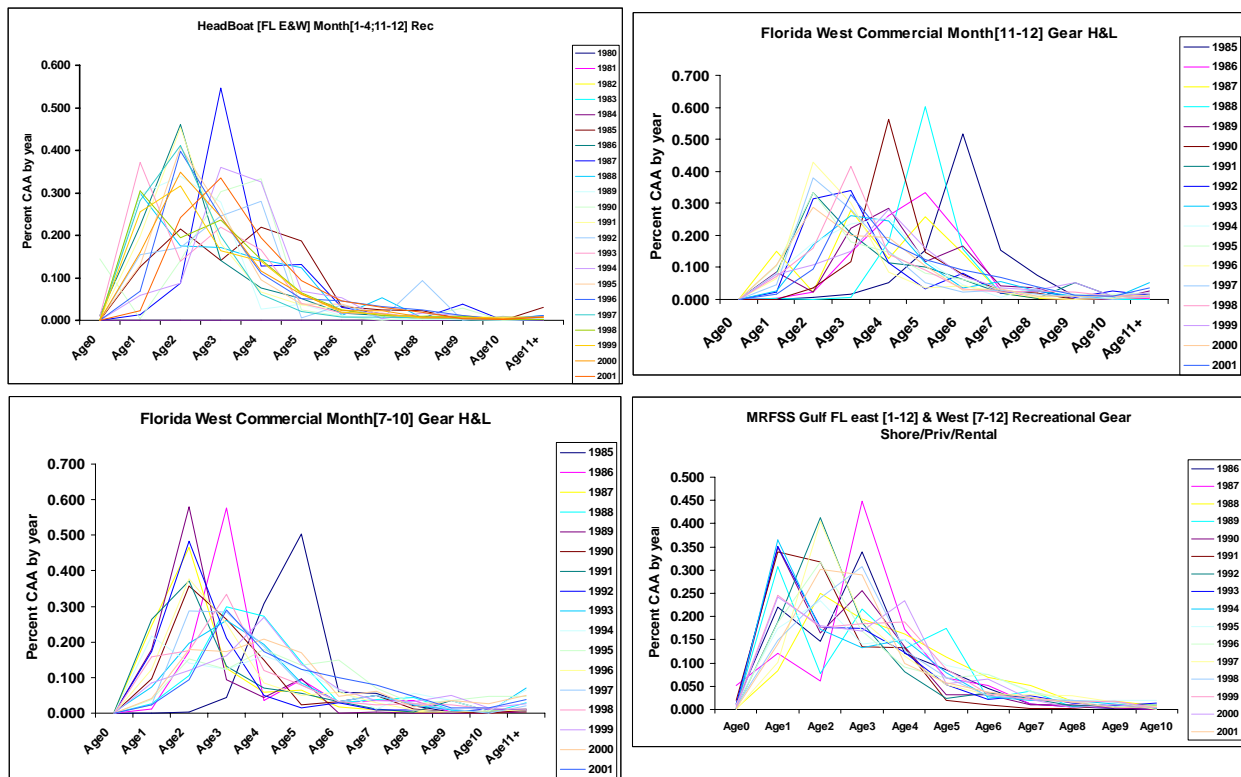 HeadBoat [FL E&W] Month[1-4;11-12] Rec
Percent CAA by year
0.600
0.500
0.400
0.300
0.200
0.100
0.000
Age0
Age1
Age2
Age3
Age4
Age5
Age6
Age7
Age8
Age9
Age10
Age11+
1980
1981
1982
1983
1984
1985
1986
1987
1988
1989
1990
1991
1992
1993
1994
1995
1996
1997
1998
1999
2000
2001
Florida West Commercial Month[11-12] Gear H&L
Percent CAA by year
0.700
0.600
0.500
0.400
0.300
0.200
0.100
0.000
Age0
Age1
Age2
Age3
Age4
Age5
Age6
Age7
Age8
Age9
Age10
Age11+
1985
1986
1987
1988
1989
1990
1991
1992
1993
1994
1995
1996
1997
1998
1999
2000
2001
Florida West Commercial Month[7-10] Gear H&L
Percent CAA by year
0.700
0.600
0.500
0.400
0.300
0.200
0.100
0.000
Age0
Age1
Age2
Age3
Age4
Age5
Age6
Age7
Age8
Age9
Age10
Age11+
1985
1986
1987
1988
1989
1990
1991
1992
1993
1994
1995
1996
1997
1998
1999
2000
2001
MRFSS Gulf FL east [1-12] & West [7-12] Recreational Gear
Shore/Priv/Rental
Percent CAA by year
0.500
0.450
0.400
0.350
0.300
0.250
0.200
0.150
0.100
0.050
0.000
Age0
Age1
Age2
Age3
Age4
Age5
Age6
Age7
Age8
Age9
Age10
1986
1987
1988
1989
1990
1991
1992
1993
1994
1995
1996
1997
1998
1999
2000
2001